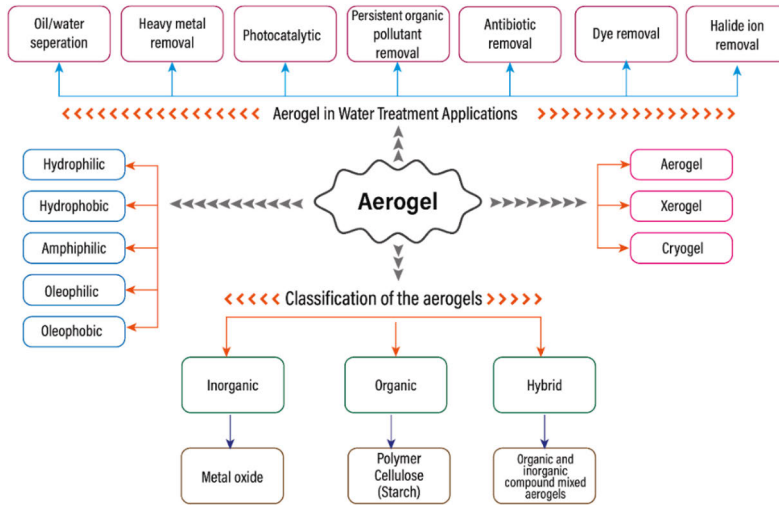 Oil/water
seperation
Heavy metal
removal
Photocatalytic
Persistent organic
pollutant
removal
Antibiotic
removal
Dye removal
Halide ion
removal
Aerogel in Water Treatment Applications
Hydrophilic
Hydrophobic
Amphiphilic
Oleophilic
Oleophobic
Aerogel
Aerogel
Xerogel
Cryogel
Classification of the aerogels
Inorganic
Organic
Hybrid
Metal oxide
Polymer
Cellulose
(Starch)
Organic and
inorganic
compound mixed
aerogels